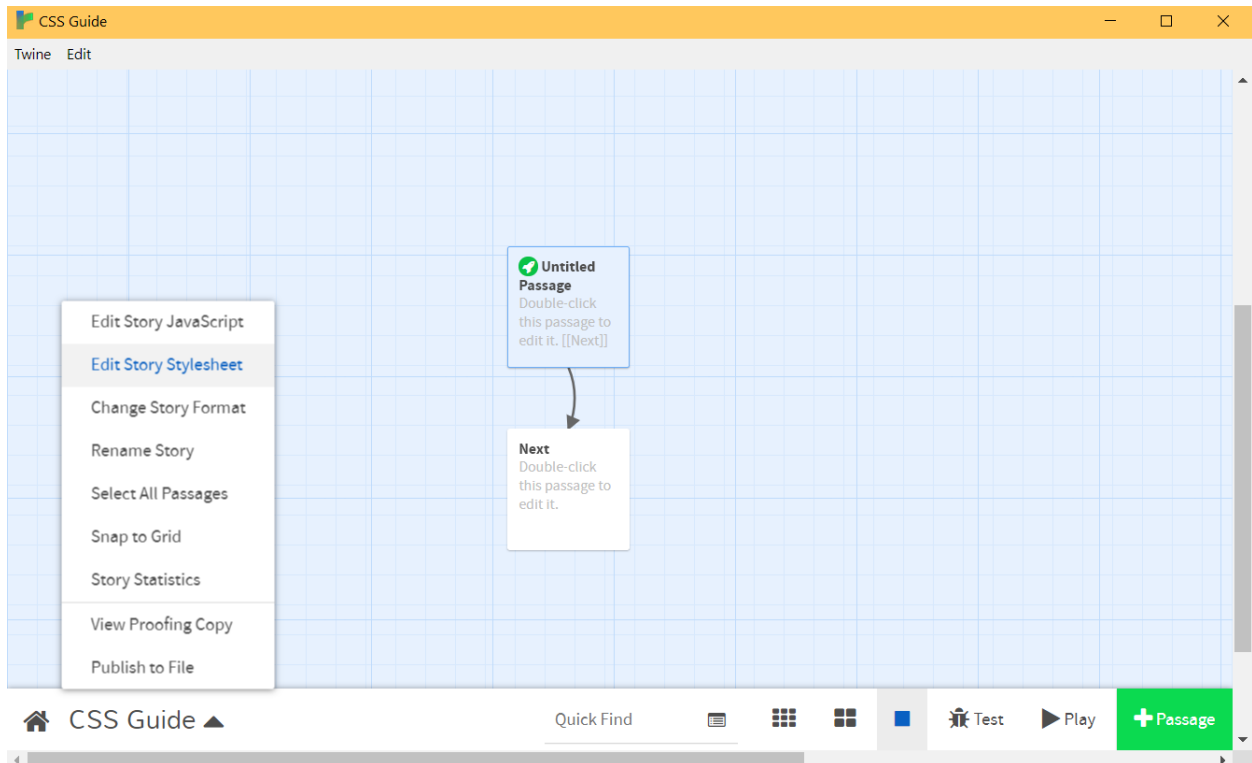 CSS Guide
Twine Edit
Untitled
Passage
Double-click
this passage to
edit it. [[Next]]
Next
Double-click
this passage to
edit it.
Edit Story JavaScript
Edit Story Stylesheet
Change Story Format
Rename Story
Select All Passages
Snap to Grid
Story Statistics
View Proofing Copy
Publish to File
CSS Guide Quick Find Test Play Passage